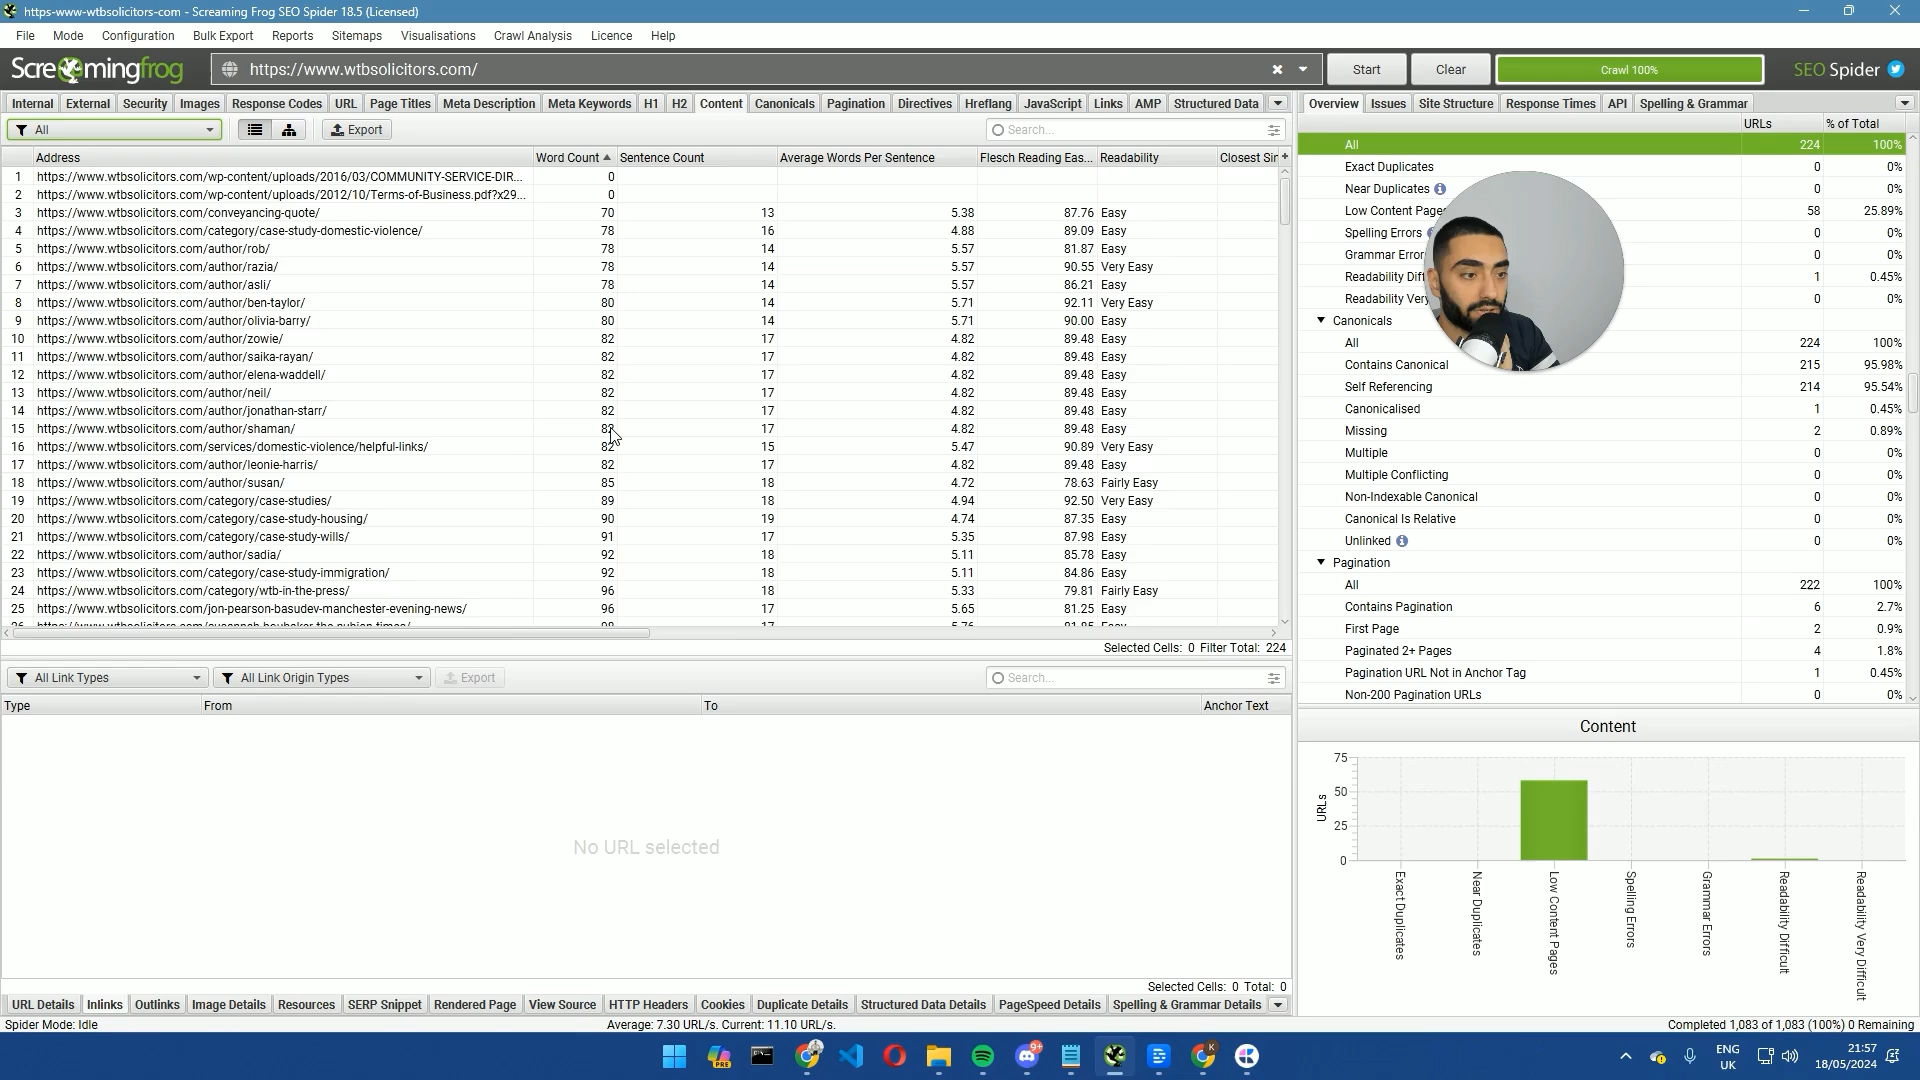 https-www-wtbsolicitors-com - Screaming Frog SEO Spider 18.5 (Licensed)
File Mode Configuration Bulk Export Reports Sitemaps Visualisations Crawl Analysis Licence Help
Screamingfrog https://www.wtbsolicitors.com/ Start Clear Crawl 100% SEO Spider
Internal External Security Images Response Codes URL Page Titles Meta Description Meta Keywords H1 H2 Content Canonicals Pagination Directives Hreflang JavaScript Links AMP Structured Data
All Export Search...
Address Word Count Sentence Count Average Words Per Sentence Flesch Reading Eas... Readability Closest Sir
1 https://www.wtbsolicitors.com/wp-content/uploads/2016/03/COMMUNITY-SERVICE-DIR... 0
2 https://www.wtbsolicitors.com/wp-content/uploads/2012/10/Terms-of-Business.pdf?x29... 0
3 https://www.wtbsolicitors.com/conveyancing-quote/ 70 13 5.38 87.76 Easy
4 https://www.wtbsolicitors.com/category/case-study-domestic-violence/ 78 16 4.88 89.09 Easy
5 https://www.wtbsolicitors.com/author/rob/ 78 14 5.57 81.87 Easy
6 https://www.wtbsolicitors.com/author/razia/ 78 14 5.57 90.55 Very Easy
7 https://www.wtbsolicitors.com/author/asli/ 78 14 5.57 86.21 Easy
8 https://www.wtbsolicitors.com/author/ben-taylor/ 80 14 5.71 92.11 Very Easy
9 https://www.wtbsolicitors.com/author/olivia-barry/ 80 14 5.71 90.00 Easy
10 https://www.wtbsolicitors.com/author/zowie/ 82 17 4.82 89.48 Easy
11 https://www.wtbsolicitors.com/author/saika-rayan/ 82 17 4.82 89.48 Easy
12 https://www.wtbsolicitors.com/author/elena-waddell/ 82 17 4.82 89.48 Easy
13 https://www.wtbsolicitors.com/author/neil/ 82 17 4.82 89.48 Easy
14 https://www.wtbsolicitors.com/author/jonathan-starr/ 82 17 4.82 89.48 Easy
15 https://www.wtbsolicitors.com/author/shaman/ 82 17 4.82 89.48 Easy
16 https://www.wtbsolicitors.com/services/domestic-violence/helpful-links/ 82 15 5.47 90.89 Very Easy
17 https://www.wtbsolicitors.com/author/leonie-harris/ 82 17 4.82 89.48 Easy
18 https://www.wtbsolicitors.com/author/susan/ 85 18 4.72 78.63 Fairly Easy
19 https://www.wtbsolicitors.com/category/case-studies/ 89 18 4.94 92.50 Very Easy
20 https://www.wtbsolicitors.com/category/case-study-housing/ 90 19 4.74 87.35 Easy
21 https://www.wtbsolicitors.com/category/case-study-wills/ 91 17 5.35 87.98 Easy
22 https://www.wtbsolicitors.com/author/sadia/ 92 18 5.11 85.78 Easy
23 https://www.wtbsolicitors.com/category/case-study-immigration/ 92 18 5.11 84.86 Easy
24 https://www.wtbsolicitors.com/category/wtb-in-the-press/ 96 18 5.33 79.81 Fairly Easy
25 https://www.wtbsolicitors.com/jon-pearson-basudev-manchester-evening-news/ 96 17 5.65 81.25 Easy
Selected Cells: 0 Filter Total: 224
All Link Types All Link Origin Types Export Search...
Type From To Anchor Text
No URL selected
Selected Cells: 0 Total: 0
URL Details Inlinks Outlinks Image Details Resources SERP Snippet Rendered Page View Source HTTP Headers Cookies Duplicate Details Structured Data Details PageSpeed Details Spelling & Grammar Details
Overview Issues Site Structure Response Times API Spelling & Grammar
URLs % of Total
All 224 100%
Exact Duplicates 0 0%
Near Duplicates 0 0%
Low Content Page 58 25.89%
Spelling Errors 0 0%
Grammar Error 0 0%
Readability Diff 1 0.45%
Readability Very 0 0%
Canonicals
All 224 100%
Contains Canonical 215 95.98%
Self Referencing 214 95.54%
Canonicalised 1 0.45%
Missing 2 0.89%
Multiple 0 0%
Multiple Conflicting 0 0%
Non-Indexable Canonical 0 0%
Canonical Is Relative 0 0%
Unlinked 0 0%
Pagination
All 222 100%
Contains Pagination 6 2.7%
First Page 2 0.9%
Paginated 2+ Pages 4 1.8%
Pagination URL Not in Anchor Tag 1 0.45%
Non-200 Pagination URLs 0 0%
Content
75
50
25
0
URLs
Exact Duplicates
Near Duplicates
Low Content Pages
Spelling Errors
Grammar Errors
Readability Difficult
Readability Very Difficult
Spider Mode: Idle Average: 7.30 URL/s. Current: 11.10 URL/s. Completed 1,083 of 1,083 (100%) 0 Remaining
PRE 9+ K
ENG
UK
21:57
18/05/2024